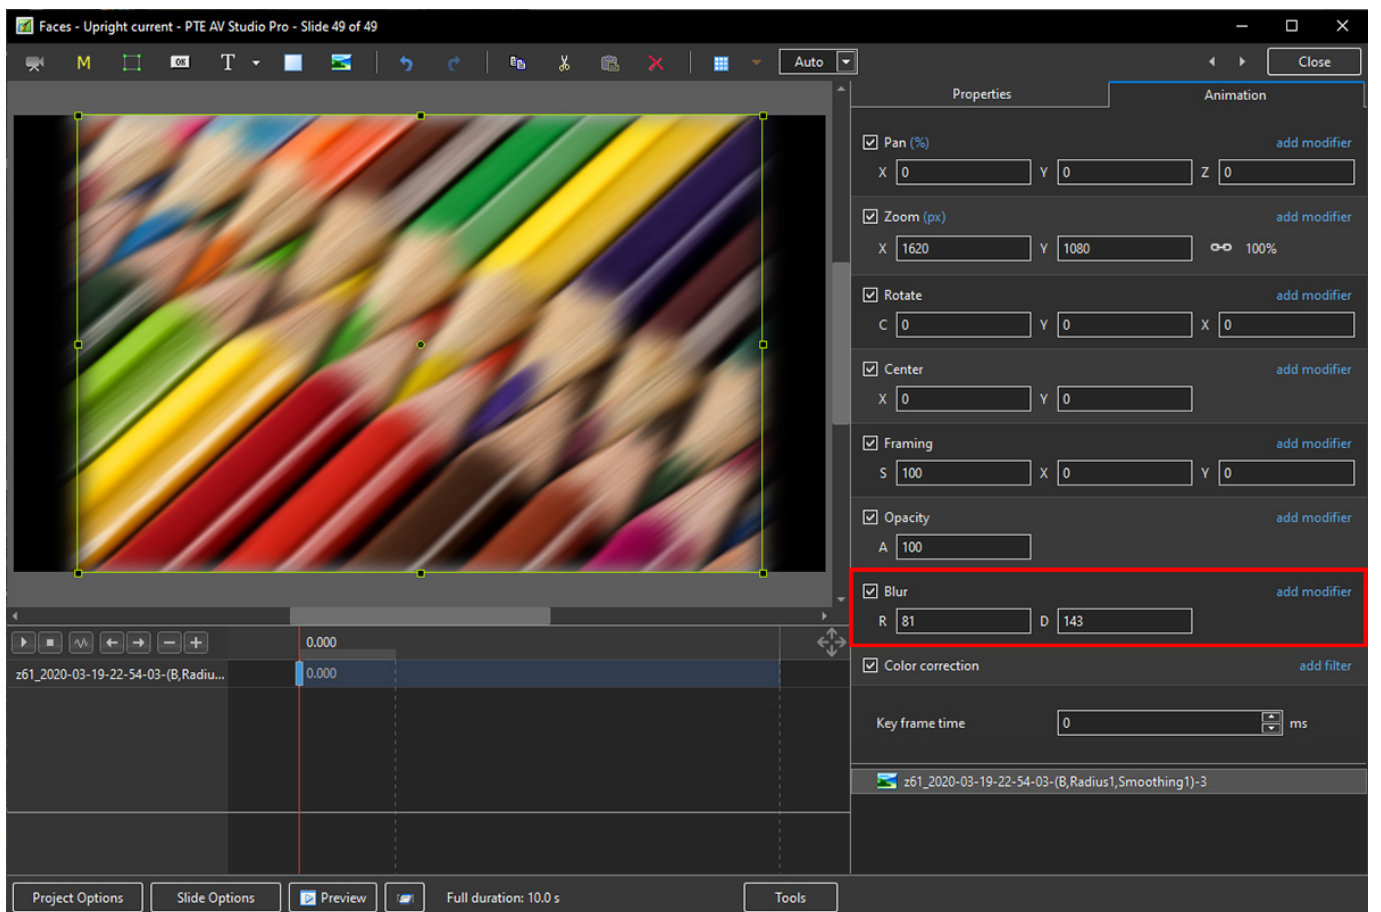 Faces - Upright current - PTE AV Studio Pro - Slide 49 of 49
M OK T Auto Close
Properties Animation
Pan (%) add modifier
X 0 Y 0 Z 0
Zoom (px) add modifier
X 1620 Y 1080 100%
Rotate add modifier
C 0 Y 0 X 0
Center add modifier
X 0 Y 0
Framing add modifier
S 100 X 0 Y 0
Opacity add modifier
A 100
Blur add modifier
R 81 D 143
Color correction add filter
Key frame time 0 ms
z61_2020-03-19-22-54-03-(B,Radius1,Smoothing1)-3
0.000
z61_2020-03-19-22-54-03-(B,Radiu... 0.000
Project Options Slide Options Preview Full duration: 10.0 s Tools